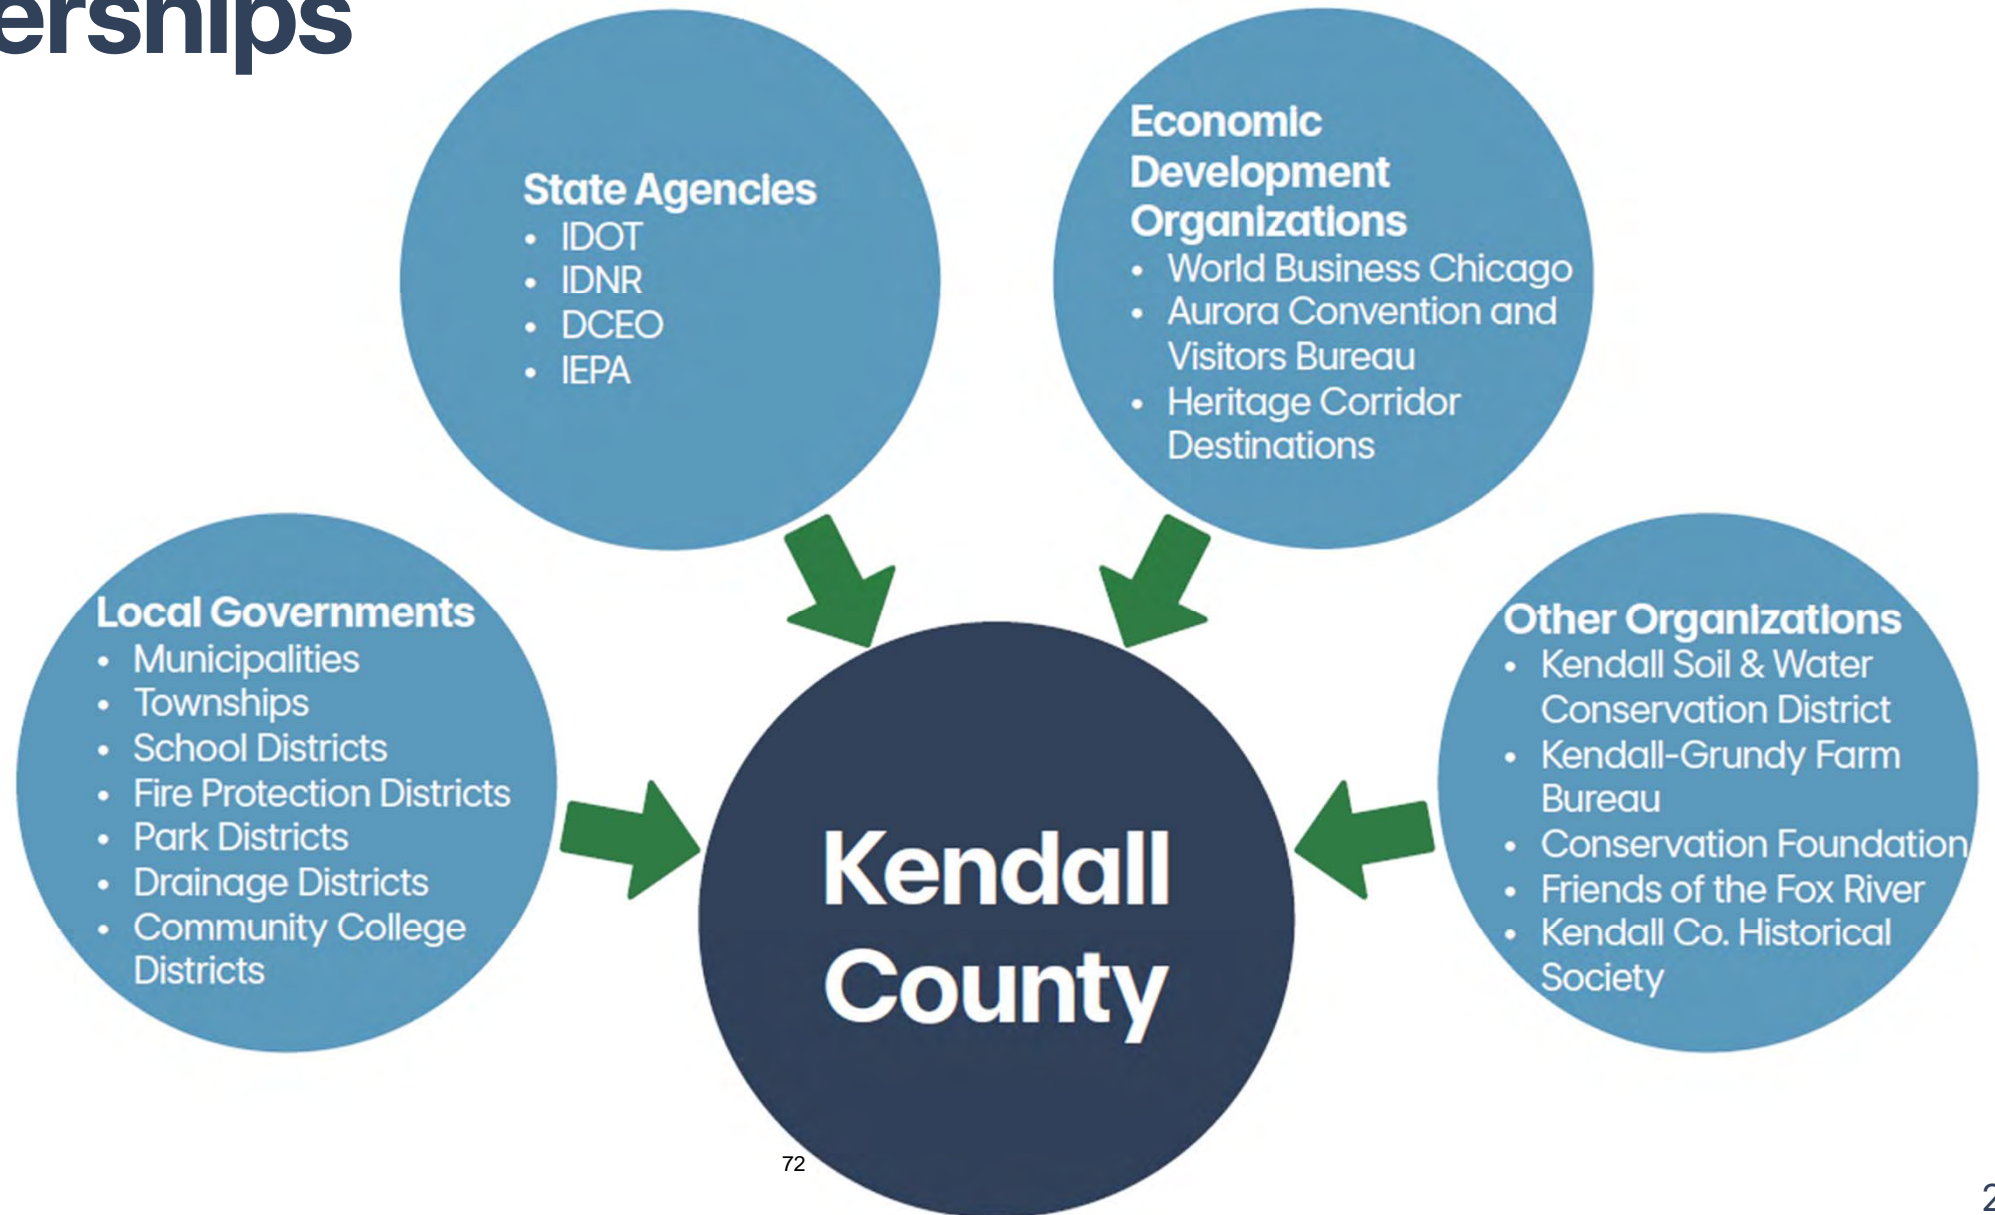 erships
State Agencies
• IDOT
• IDNR
• DCEO
• IEPA
Economic
Development
Organizations
• World Business Chicago
• Aurora Convention and
Visitors Bureau
• Heritage Corridor
Destinations
Local Governments
• Municipalities
• Townships
• School Districts
• Fire Protection Districts
• Park Districts
• Drainage Districts
• Community College
Districts
Other Organizations
• Kendall Soil & Water
Conservation District
• Kendall-Grundy Farm
Bureau
• Conservation Foundation
• Friends of the Fox River
• Kendall Co. Historical
Society
Kendall
County
72
2